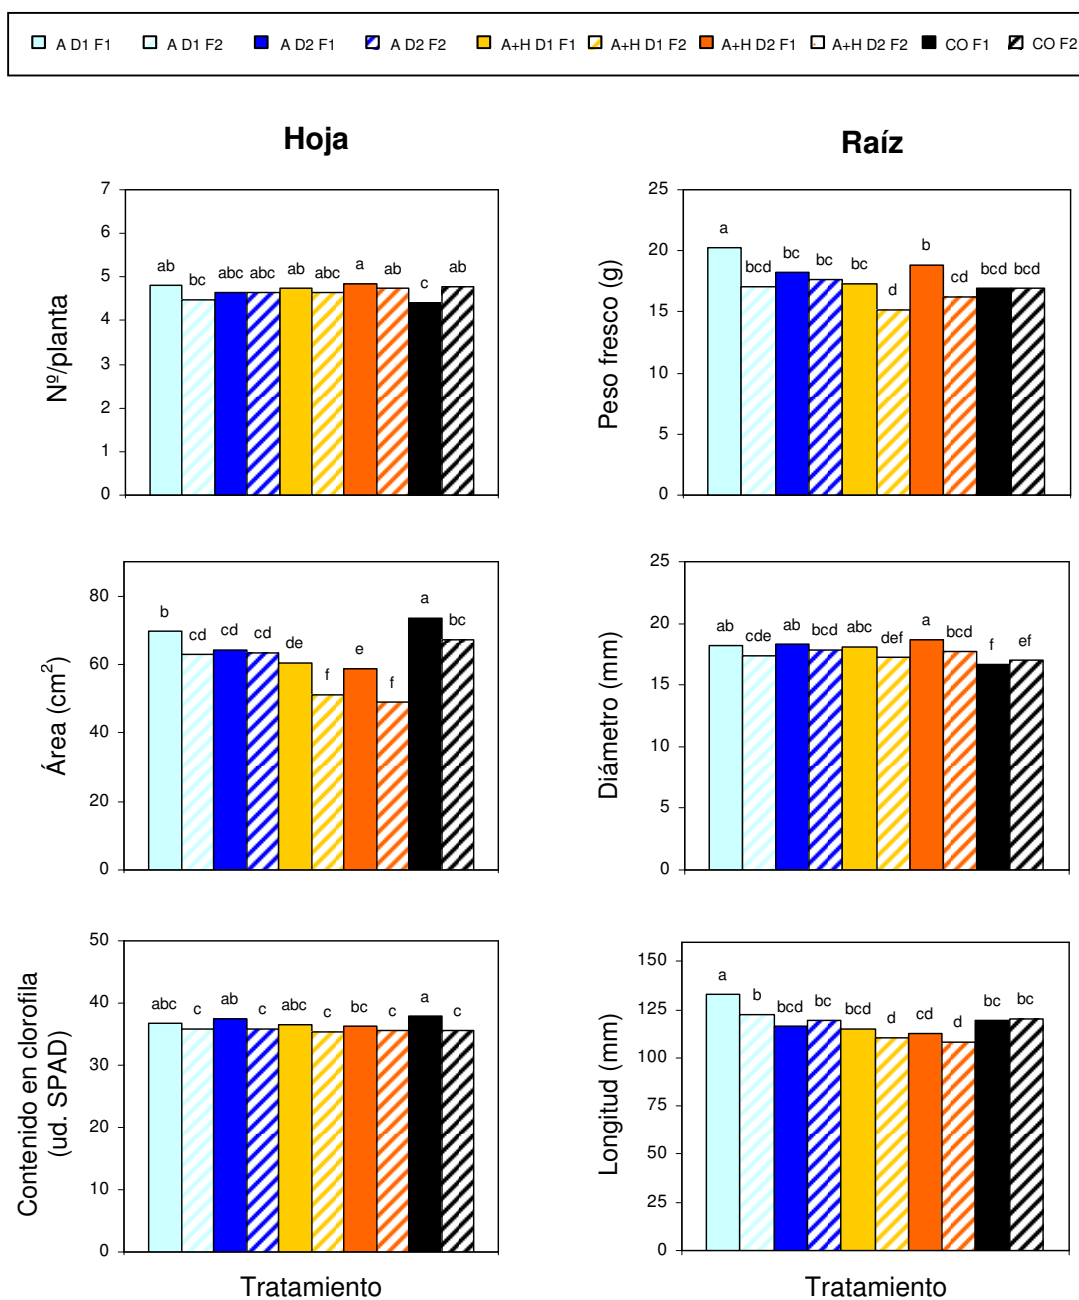 A D1 F1 A D1 F2 A D2 F1 A D2 F2 A+H D1 F1 A+H D1 F2 A+H D2 F1 A+H D2 F2 CO F1 CO F2
Hoja
Raíz
Nº/planta
7
6
5
4
3
2
1
0
ab bc abc abc ab abc a ab c ab
Peso fresco (g)
25
20
15
10
5
0
a bcd bc bc bc d b cd bcd bcd
Área (cm²)
80
60
40
20
0
b cd cd cd de f e f a bc
Diámetro (mm)
25
20
15
10
5
0
ab cde ab bcd abc def a bcd f ef
Contenido en clorofila
(ud. SPAD)
50
40
30
20
10
0
abc c ab c abc c bc c a c
Tratamiento
Longitud (mm)
150
125
100
75
50
25
0
a b bcd bc bcd d cd d bc bc
Tratamiento